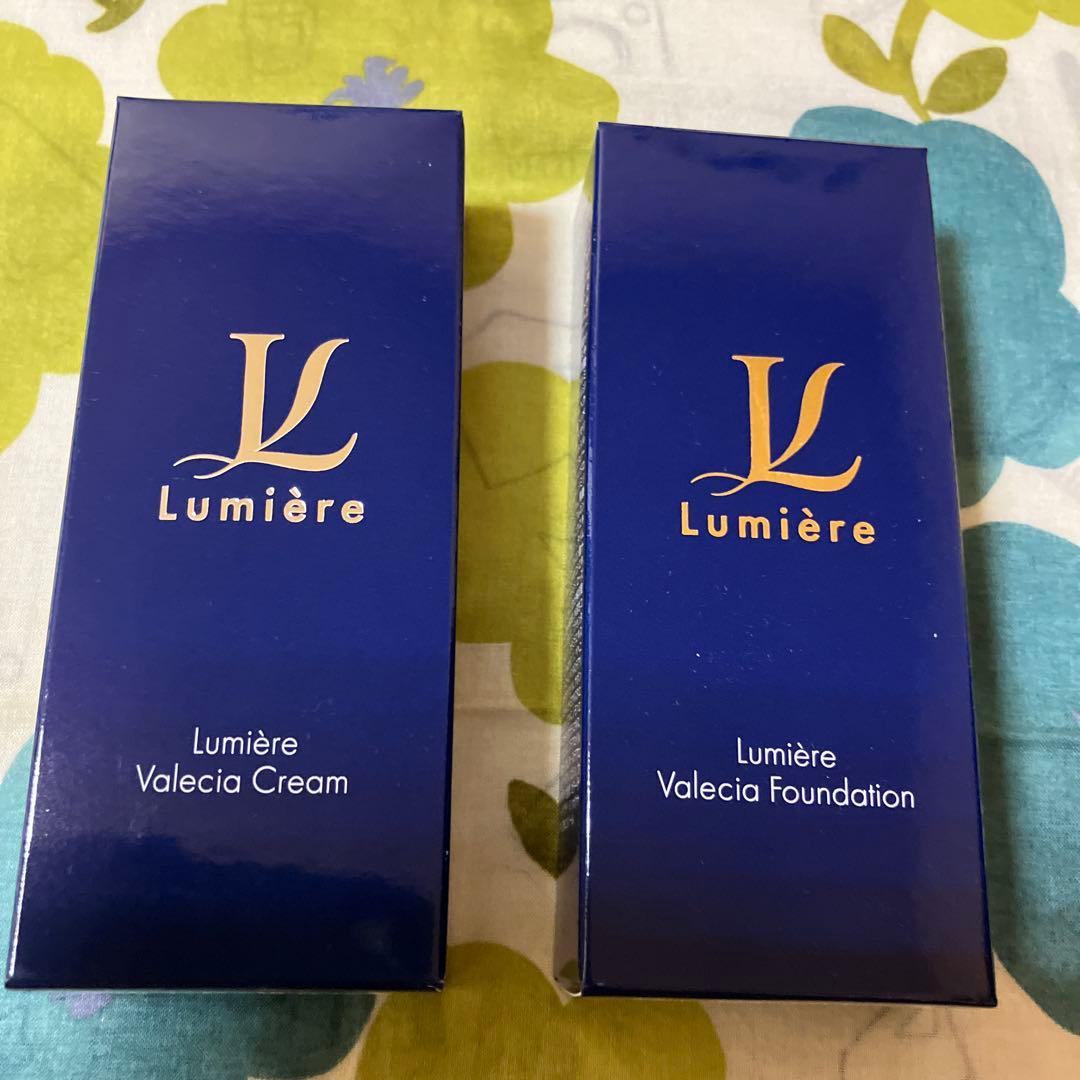 Lumière
Lumière
Valecia Cream
Lumière
Lumière
Valecia Foundation